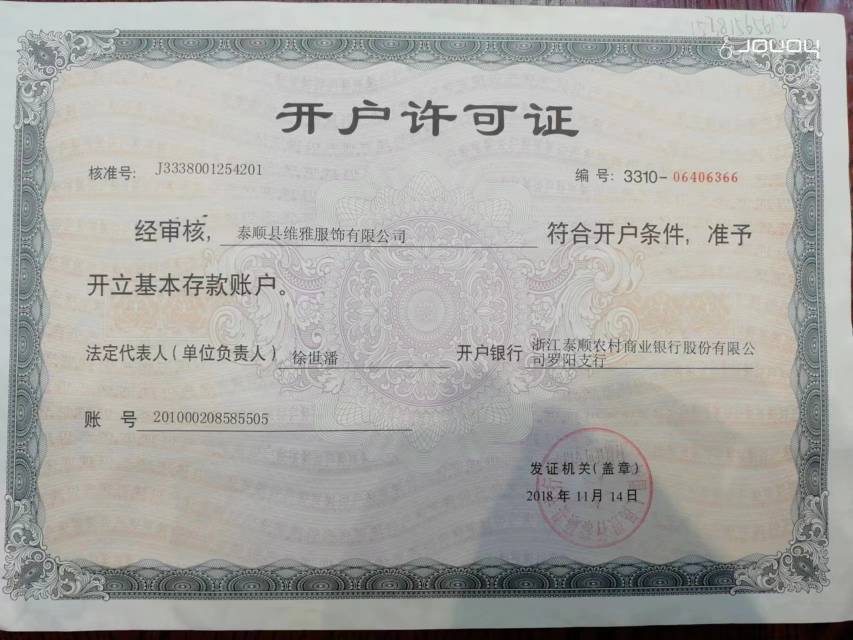 JOWAY
开户许可证
核准号: J3338001254201 编 号: 3310-06406366
经审核, 泰顺县维雅服饰有限公司 符合开户条件, 准予
开立基本存款账户。
法定代表人(单位负责人) 徐世潘 开户银行 浙江泰顺农村商业银行股份有限公
司罗阳支行
账 号 201000208585505
发证机关(盖章)
2018 年 11 月 14 日